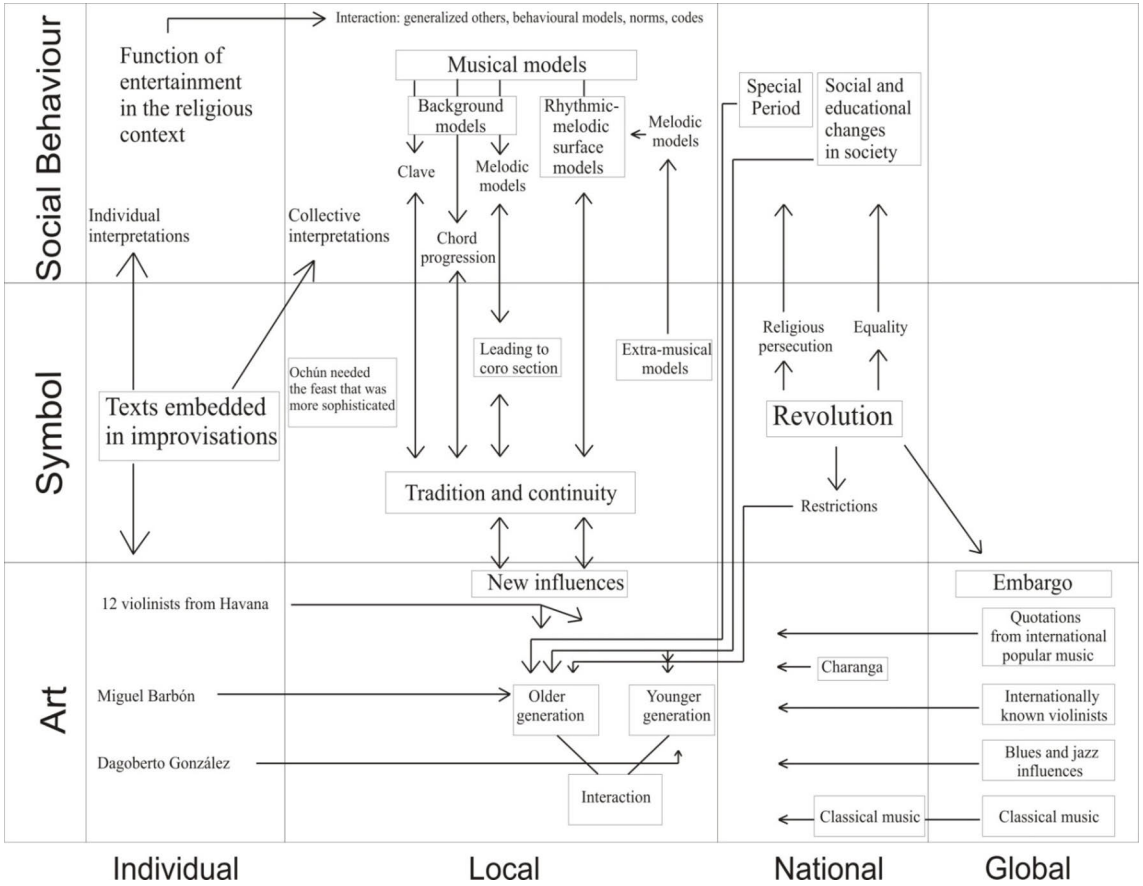 Social Behaviour
Symbol
Art
Interaction: generalized others, behavioural models, norms, codes
Function of
entertainment
in the religious
context
Individual
interpretations
Collective
interpretations
Musical models
Background
models
Rhythmic-
melodic
surface
models
Melodic
models
Clave
Melodic
models
Chord
progression
Special
Period
Social and
educational
changes
in society
Texts embedded
in improvisations
Ochún needed
the feast that was
more sophisticated
Leading to
coro section
Extra-musical
models
Tradition and continuity
Religious
persecution
Equality
Revolution
Restrictions
New influences
12 violinists from Havana
Miguel Barbón
Dagoberto González
Older
generation
Younger
generation
Interaction
Charanga
Classical music
Embargo
Quotations
from international
popular music
Internationally
known violinists
Blues and jazz
influences
Classical music
Individual
Local
National
Global